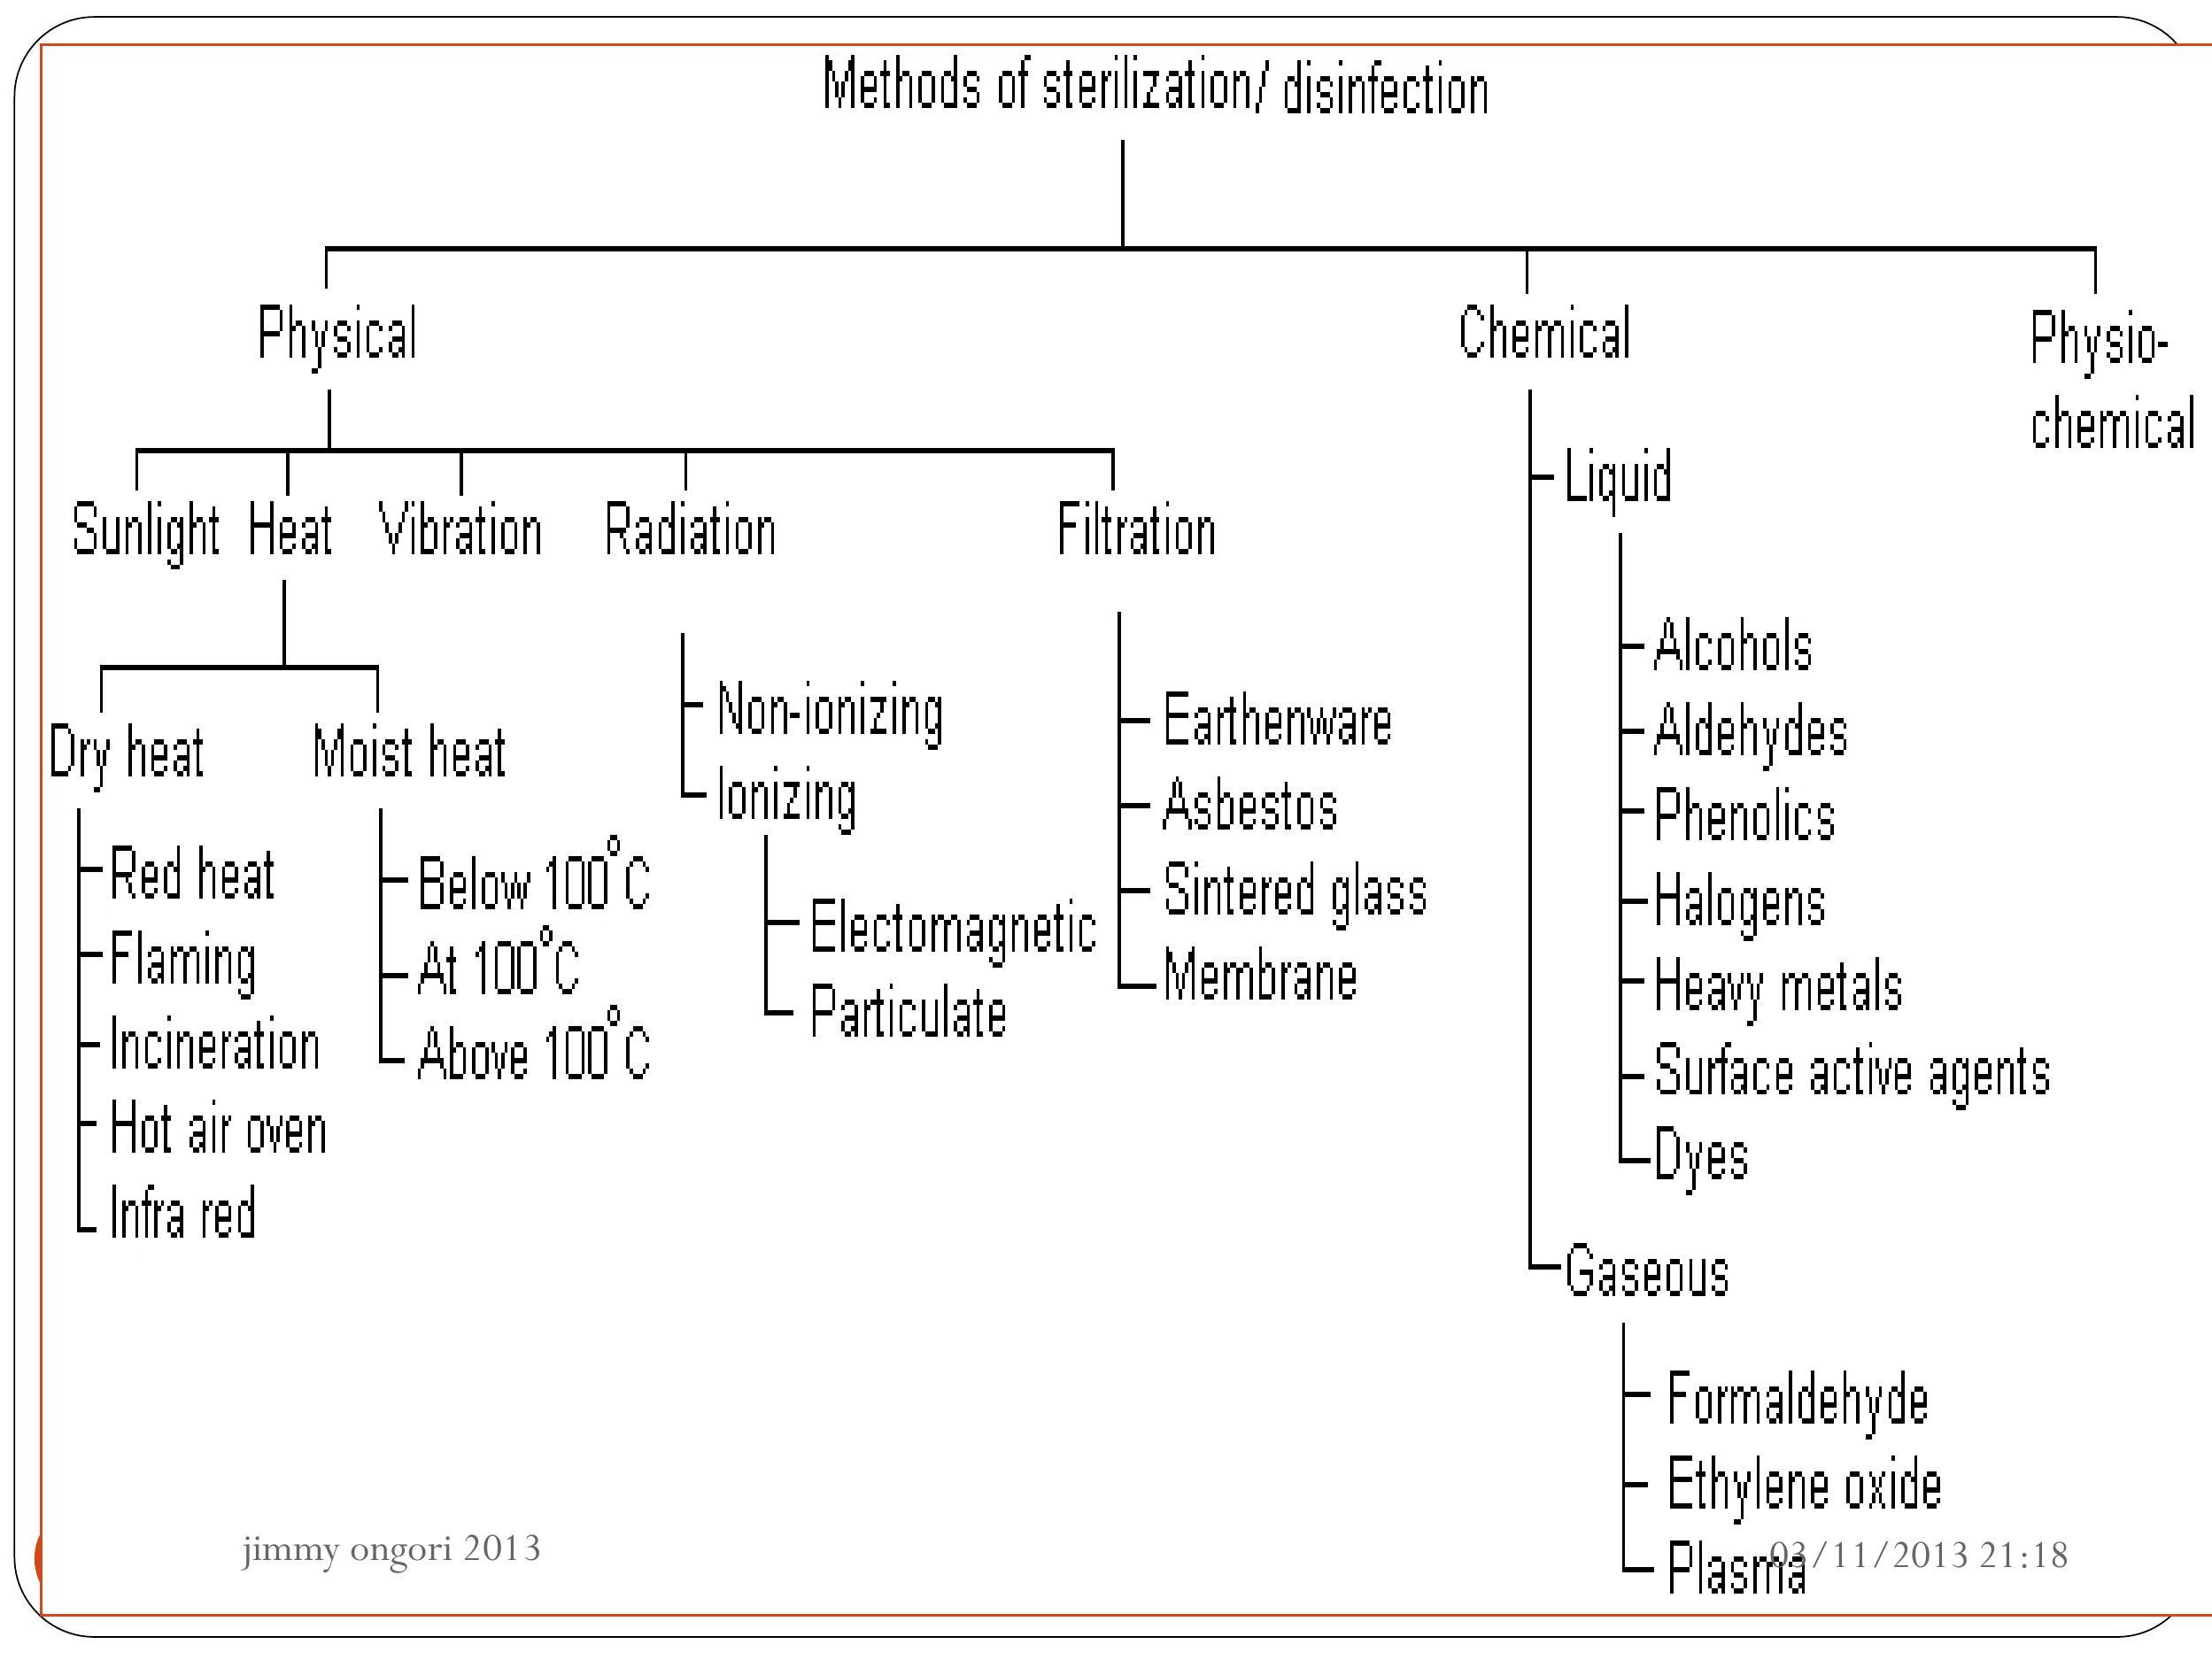 Methods of sterilization/ disinfection
Physical
Chemical
Physio-
chemical
Sunlight
Heat
Vibration
Radiation
Filtration
Dry heat
Red heat
Flaming
Incineration
Hot air oven
Infra red
Moist heat
Below 100°C
At 100°C
Above 100°C
Non-ionizing
Ionizing
Electomagnetic
Particulate
Earthenware
Asbestos
Sintered glass
Membrane
Liquid
Alcohols
Aldehydes
Phenolics
Halogens
Heavy metals
Surface active agents
Dyes
Gaseous
Formaldehyde
Ethylene oxide
Plasma
jimmy ongori 2013
03/11/2013 21:18